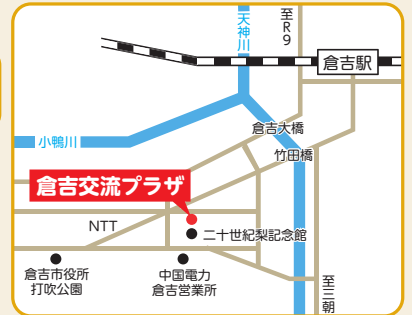 天神川
至R9
倉吉駅
小鴨川
倉吉大橋
竹田橋
倉吉交流プラザ
NTT
二十世紀梨記念館
倉吉市役所
打吹公園
中国電力
倉吉営業所
至三朝